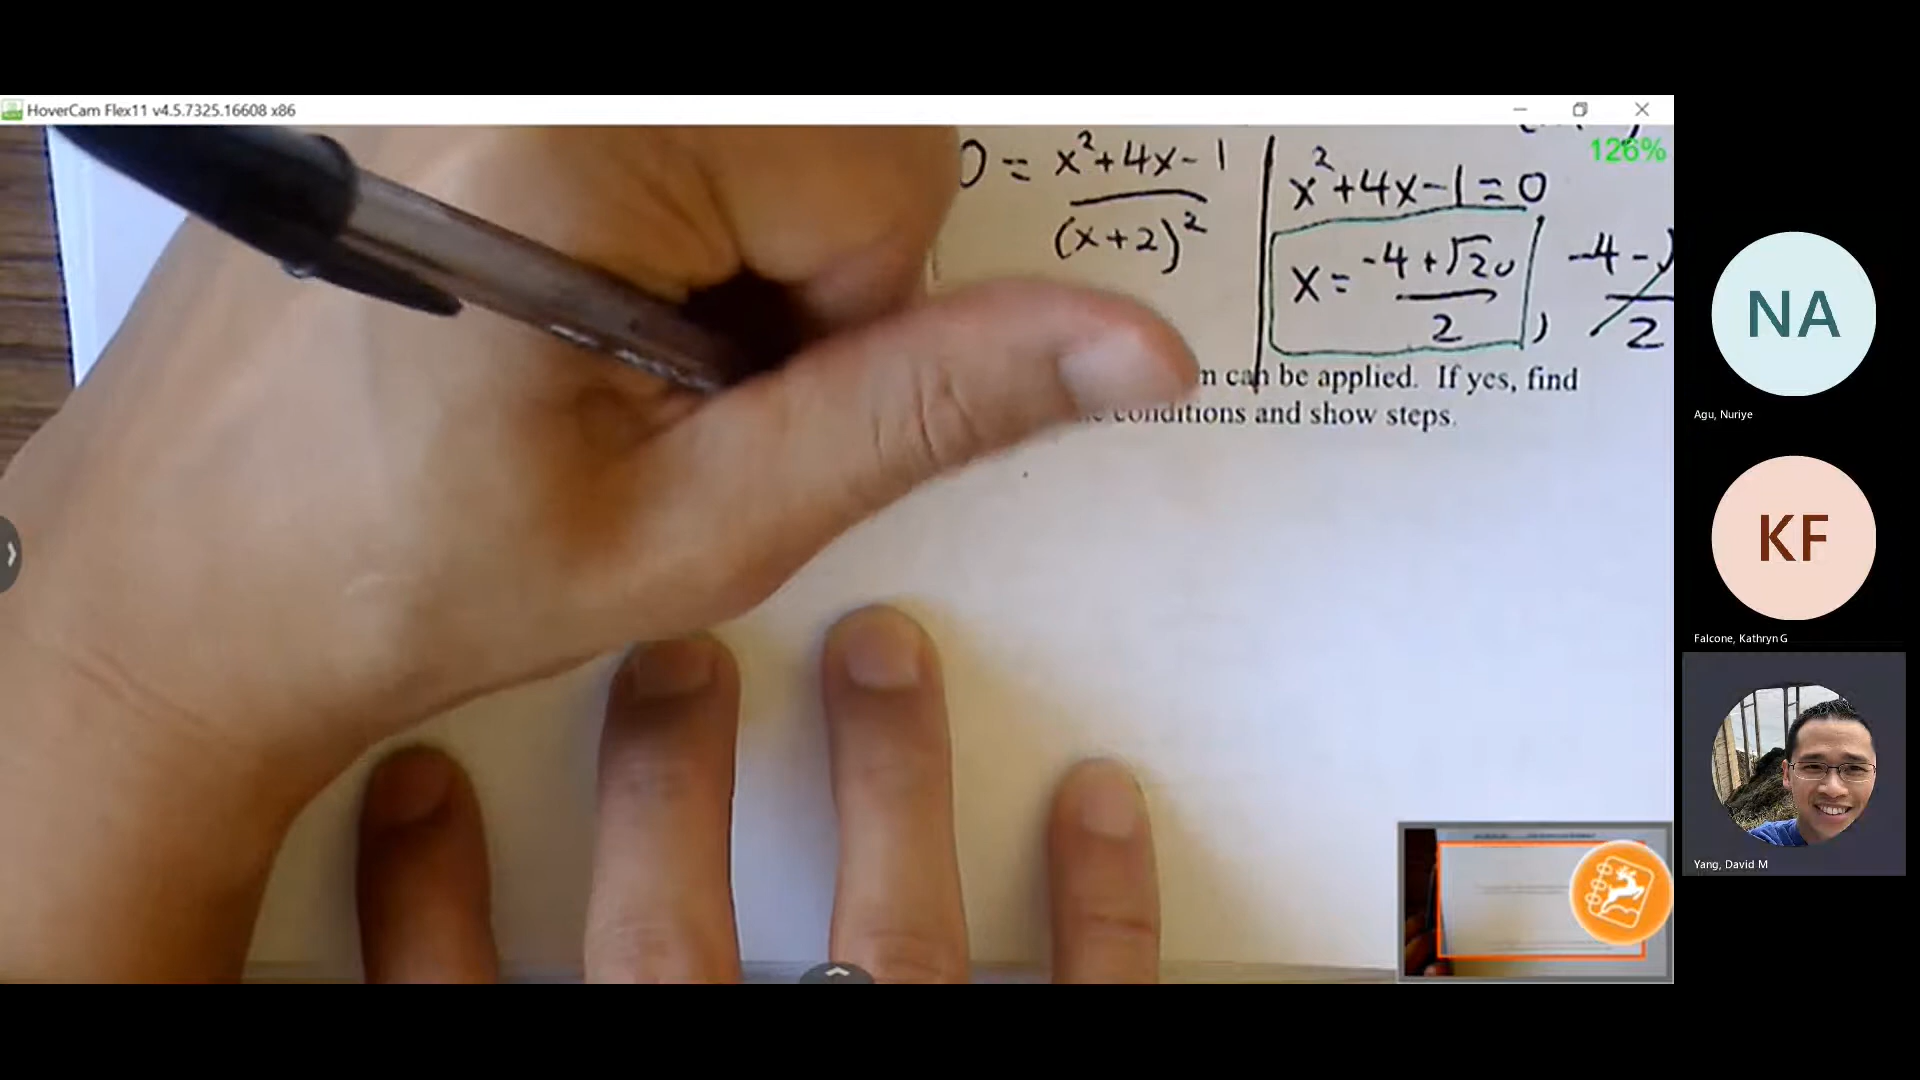 HoverCam Flex11 v4.5.7325.16608 x86
126%
0 = x²+4x-1
(x+2)²
x²+4x-1=0
x = -4+√20
2
,
-4-√
2
can be applied. If yes, find
conditions and show steps.
NA
Agu, Nuriye
KF
Falcone, Kathryn G
Yang, David M